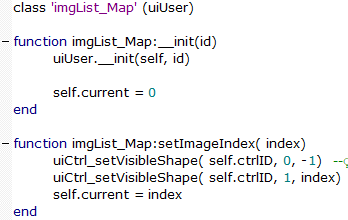 class 'imgList_Map' (uiUser)
function imgList_Map:__init(id)
uiUser.__init(self, id)
self.current = 0
end
function imgList_Map:setImageIndex( index)
uiCtrl_setVisibleShape( self.ctrlID, 0, -1) --
uiCtrl_setVisibleShape( self.ctrlID, 1, index)
self.current = index
end